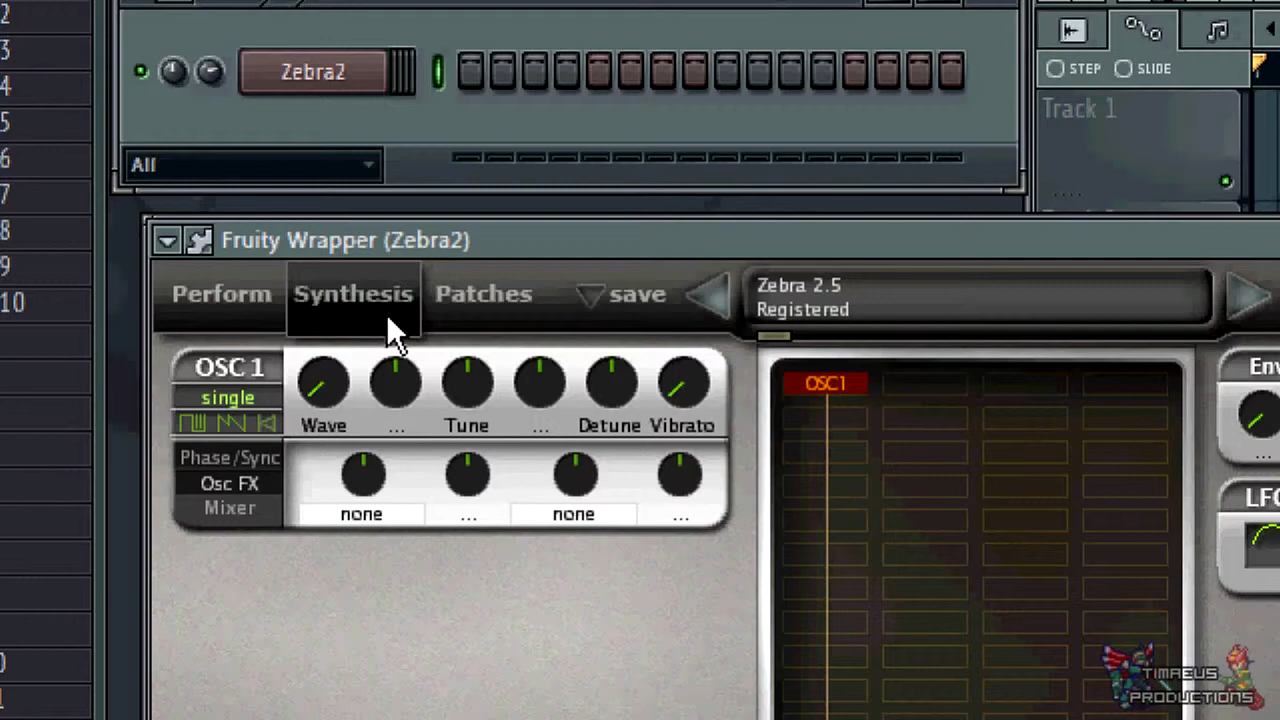 2
3
4
5
6
7
8
9
10
0
1
Zebra2
All
STEP SLIDE
Track 1
Fruity Wrapper (Zebra2)
Perform Synthesis Patches save
Zebra 2.5
Registered
OSC 1
single
Wave ... Tune ... Detune Vibrato
Phase/Sync
Osc FX
Mixer
none ... none ...
OSC1
Env
...
LFO
TIMAEUS
PRODUCTIONS